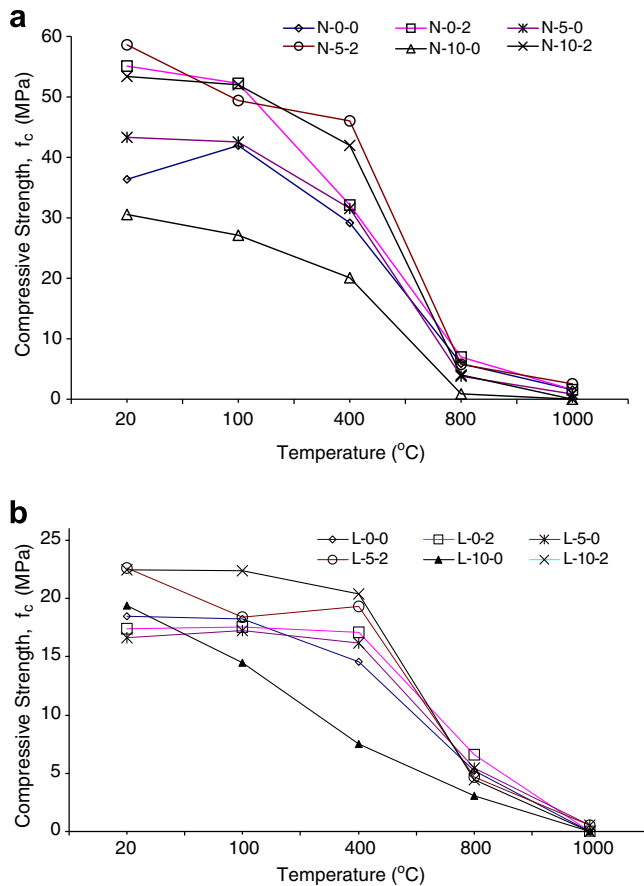 a
N-0-0 N-0-2 N-5-0
N-5-2 N-10-0 N-10-2
60
50
40
30
20
10
0
Compressive Strength, fc (MPa)
20 100 400 800 1000
Temperature (°C)
b
L-0-0 L-0-2 L-5-0
L-5-2 L-10-0 L-10-2
25
20
15
10
5
0
Compressive Strength, fc (MPa)
20 100 400 800 1000
Temperature (°C)